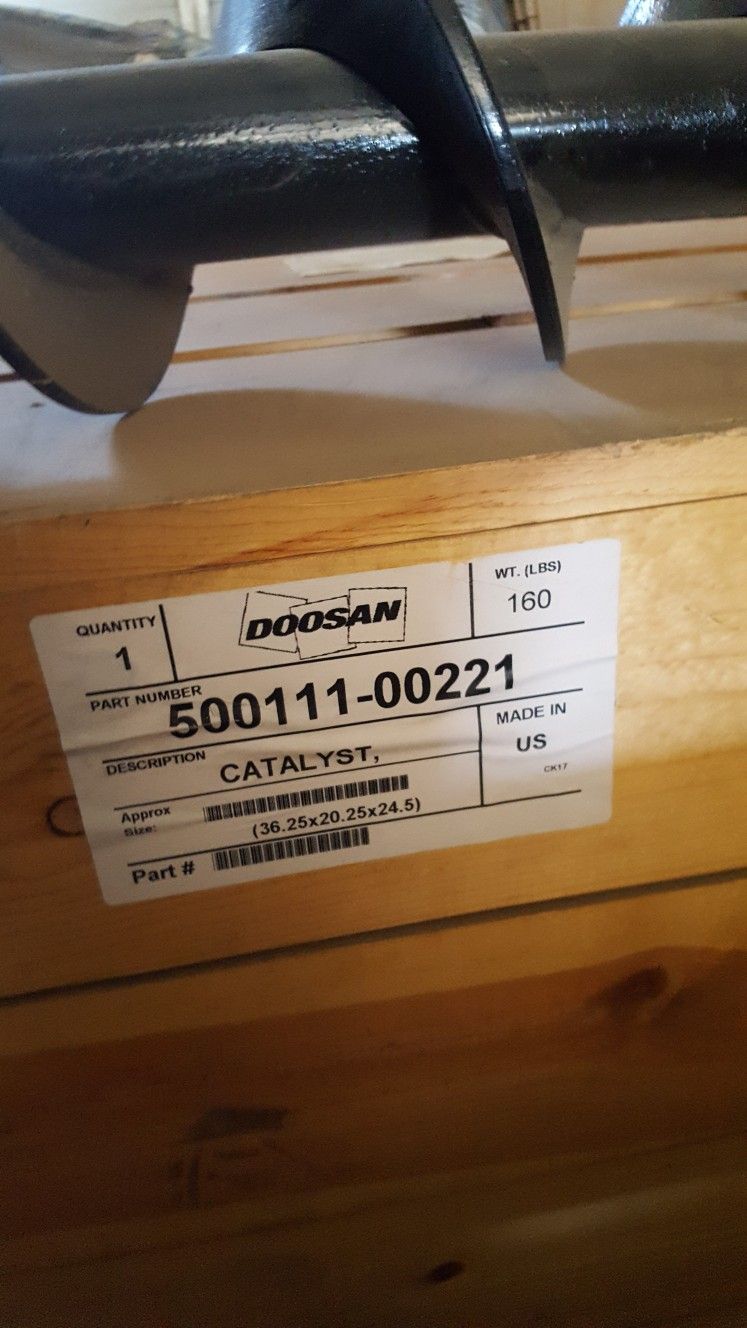 QUANTITY
1
DOOSAN
WT. (LBS)
160
PART NUMBER
500111-00221
DESCRIPTION
CATALYST,
MADE IN
US
CK17
Approx
Size:
(36.25x20.25x24.5)
Part #